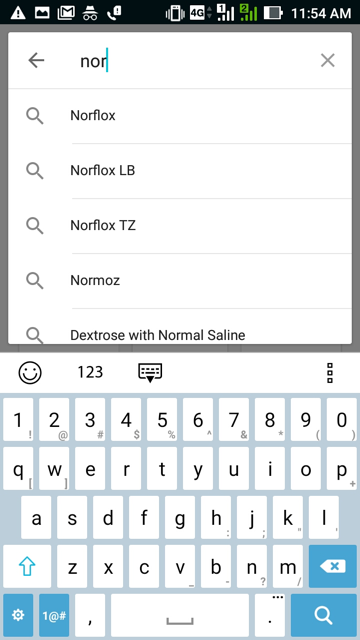 4G 1 2 11:54 AM
nor
Norflox
Norflox LB
Norflox TZ
Normoz
Dextrose with Normal Saline
123
1 2 3 4 5 6 7 8 9 0
! @ # $ % ^ & * ( )
q w e r t y u i o p
[ ] +
a s d f g h j k l
: ; " '
z x c v b n m
_ - ? /
1@# , .